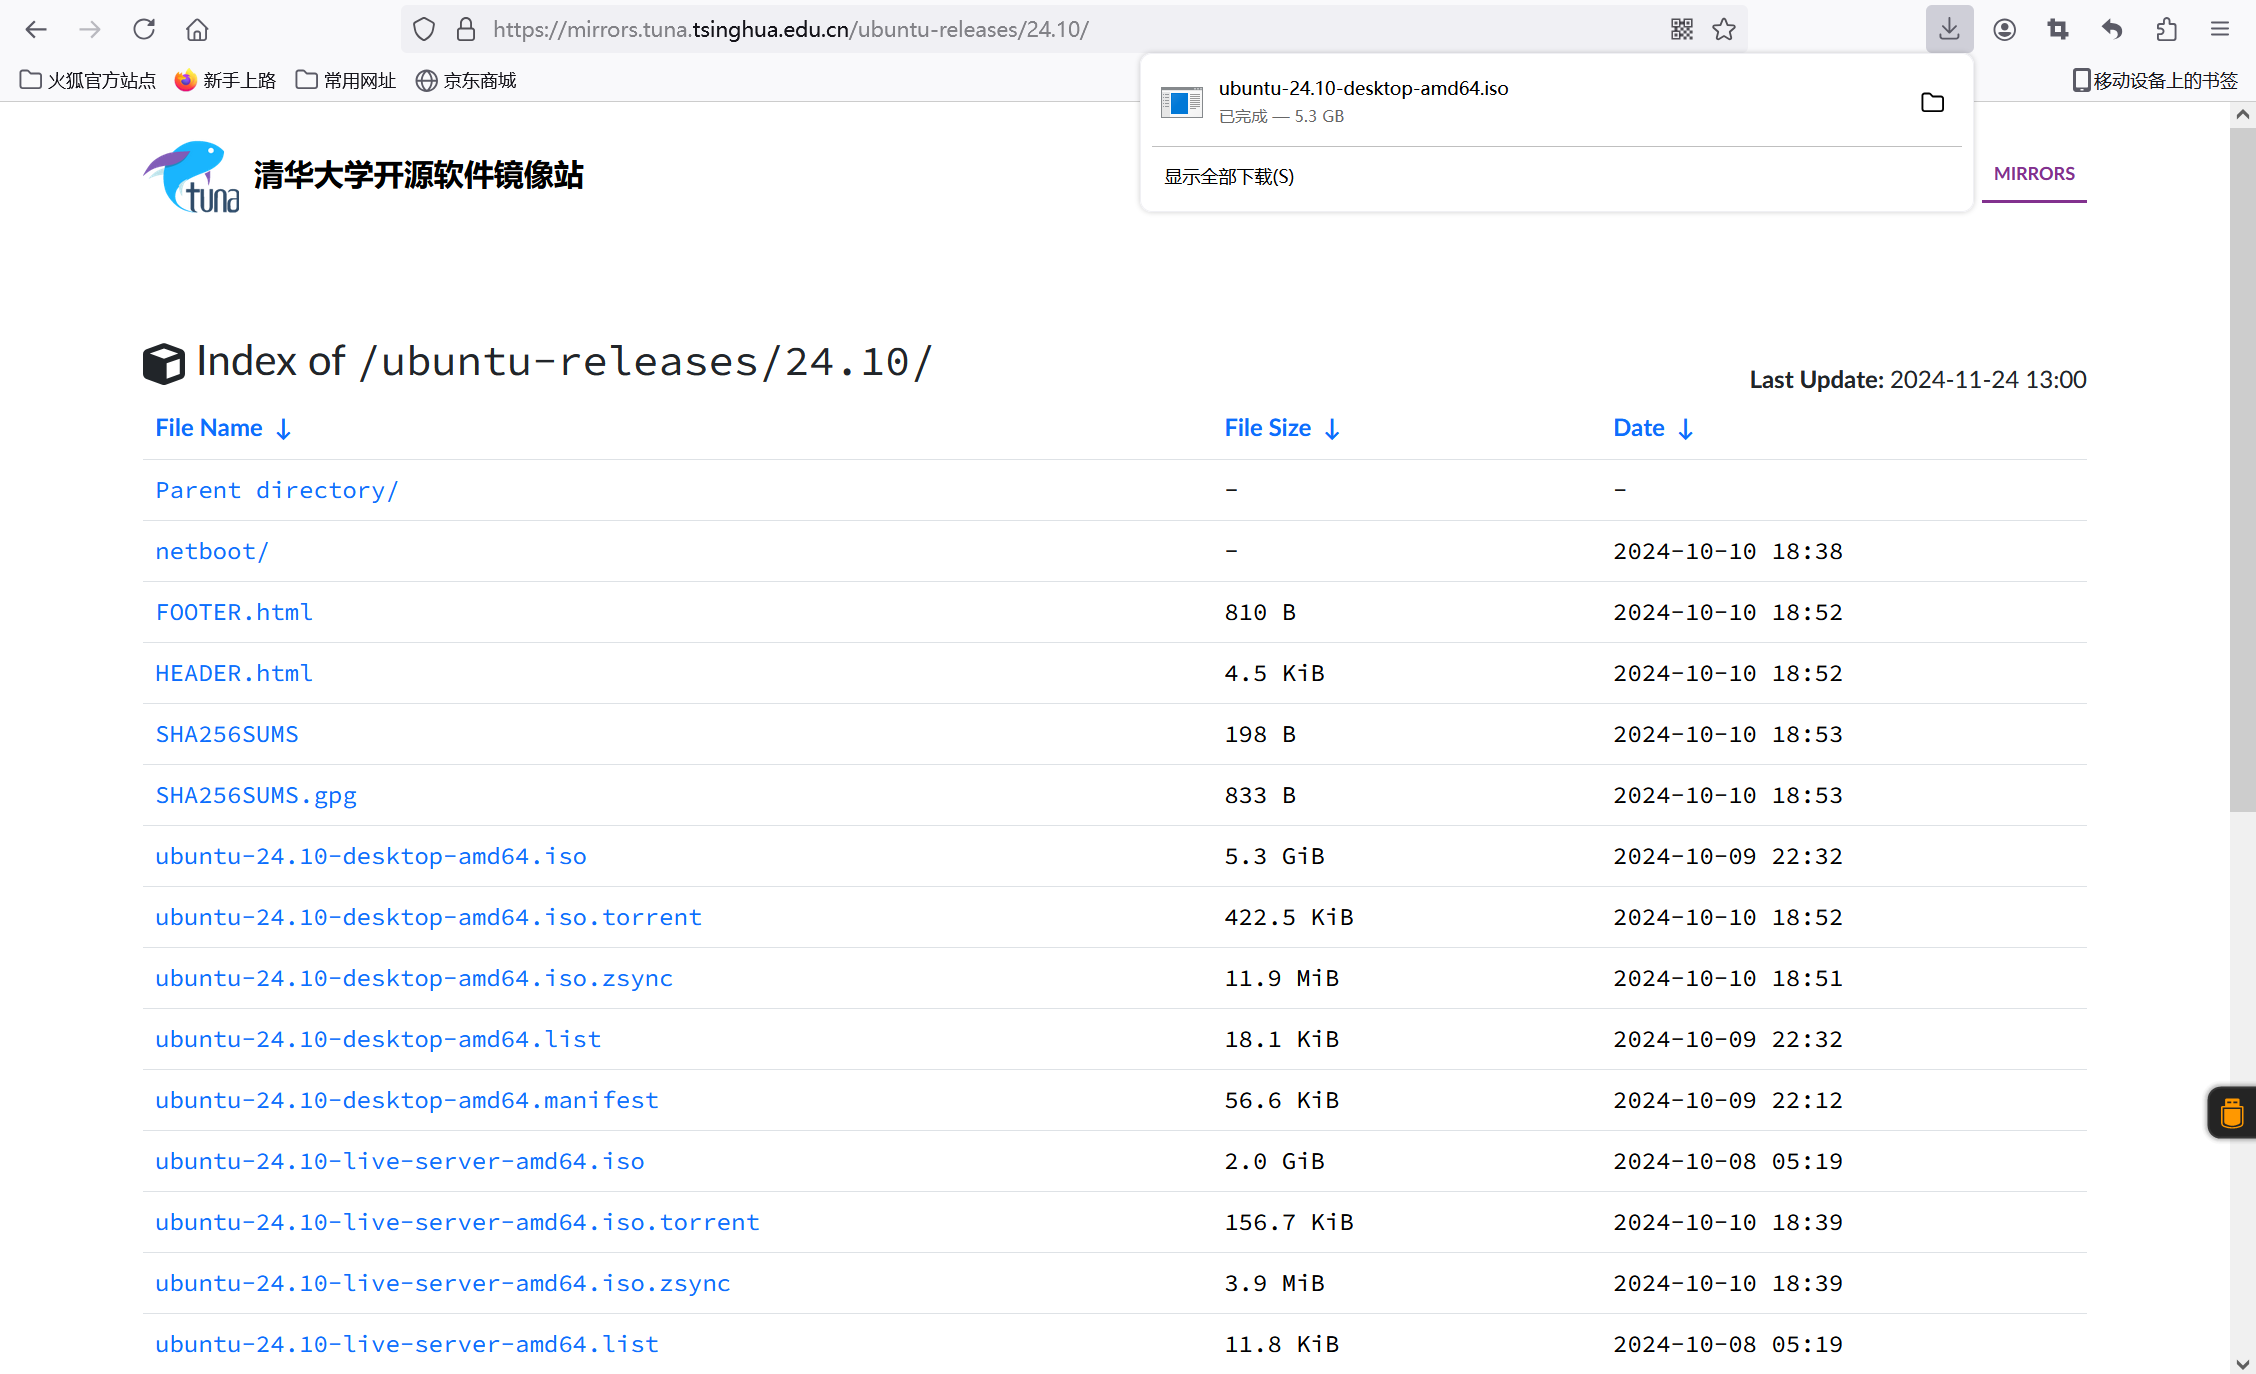 https://mirrors.tuna.tsinghua.edu.cn/ubuntu-releases/24.10/
火狐官方站点 新手上路 常用网址 京东商城 移动设备上的书签
ubuntu-24.10-desktop-amd64.iso
已完成 — 5.3 GB
显示全部下载(S)
tuna 清华大学开源软件镜像站 MIRRORS
Index of /ubuntu-releases/24.10/
Last Update: 2024-11-24 13:00
File Name ↓ File Size ↓ Date ↓
Parent directory/ - -
netboot/ - 2024-10-10 18:38
FOOTER.html 810 B 2024-10-10 18:52
HEADER.html 4.5 KiB 2024-10-10 18:52
SHA256SUMS 198 B 2024-10-10 18:53
SHA256SUMS.gpg 833 B 2024-10-10 18:53
ubuntu-24.10-desktop-amd64.iso 5.3 GiB 2024-10-09 22:32
ubuntu-24.10-desktop-amd64.iso.torrent 422.5 KiB 2024-10-10 18:52
ubuntu-24.10-desktop-amd64.iso.zsync 11.9 MiB 2024-10-10 18:51
ubuntu-24.10-desktop-amd64.list 18.1 KiB 2024-10-09 22:32
ubuntu-24.10-desktop-amd64.manifest 56.6 KiB 2024-10-09 22:12
ubuntu-24.10-live-server-amd64.iso 2.0 GiB 2024-10-08 05:19
ubuntu-24.10-live-server-amd64.iso.torrent 156.7 KiB 2024-10-10 18:39
ubuntu-24.10-live-server-amd64.iso.zsync 3.9 MiB 2024-10-10 18:39
ubuntu-24.10-live-server-amd64.list 11.8 KiB 2024-10-08 05:19